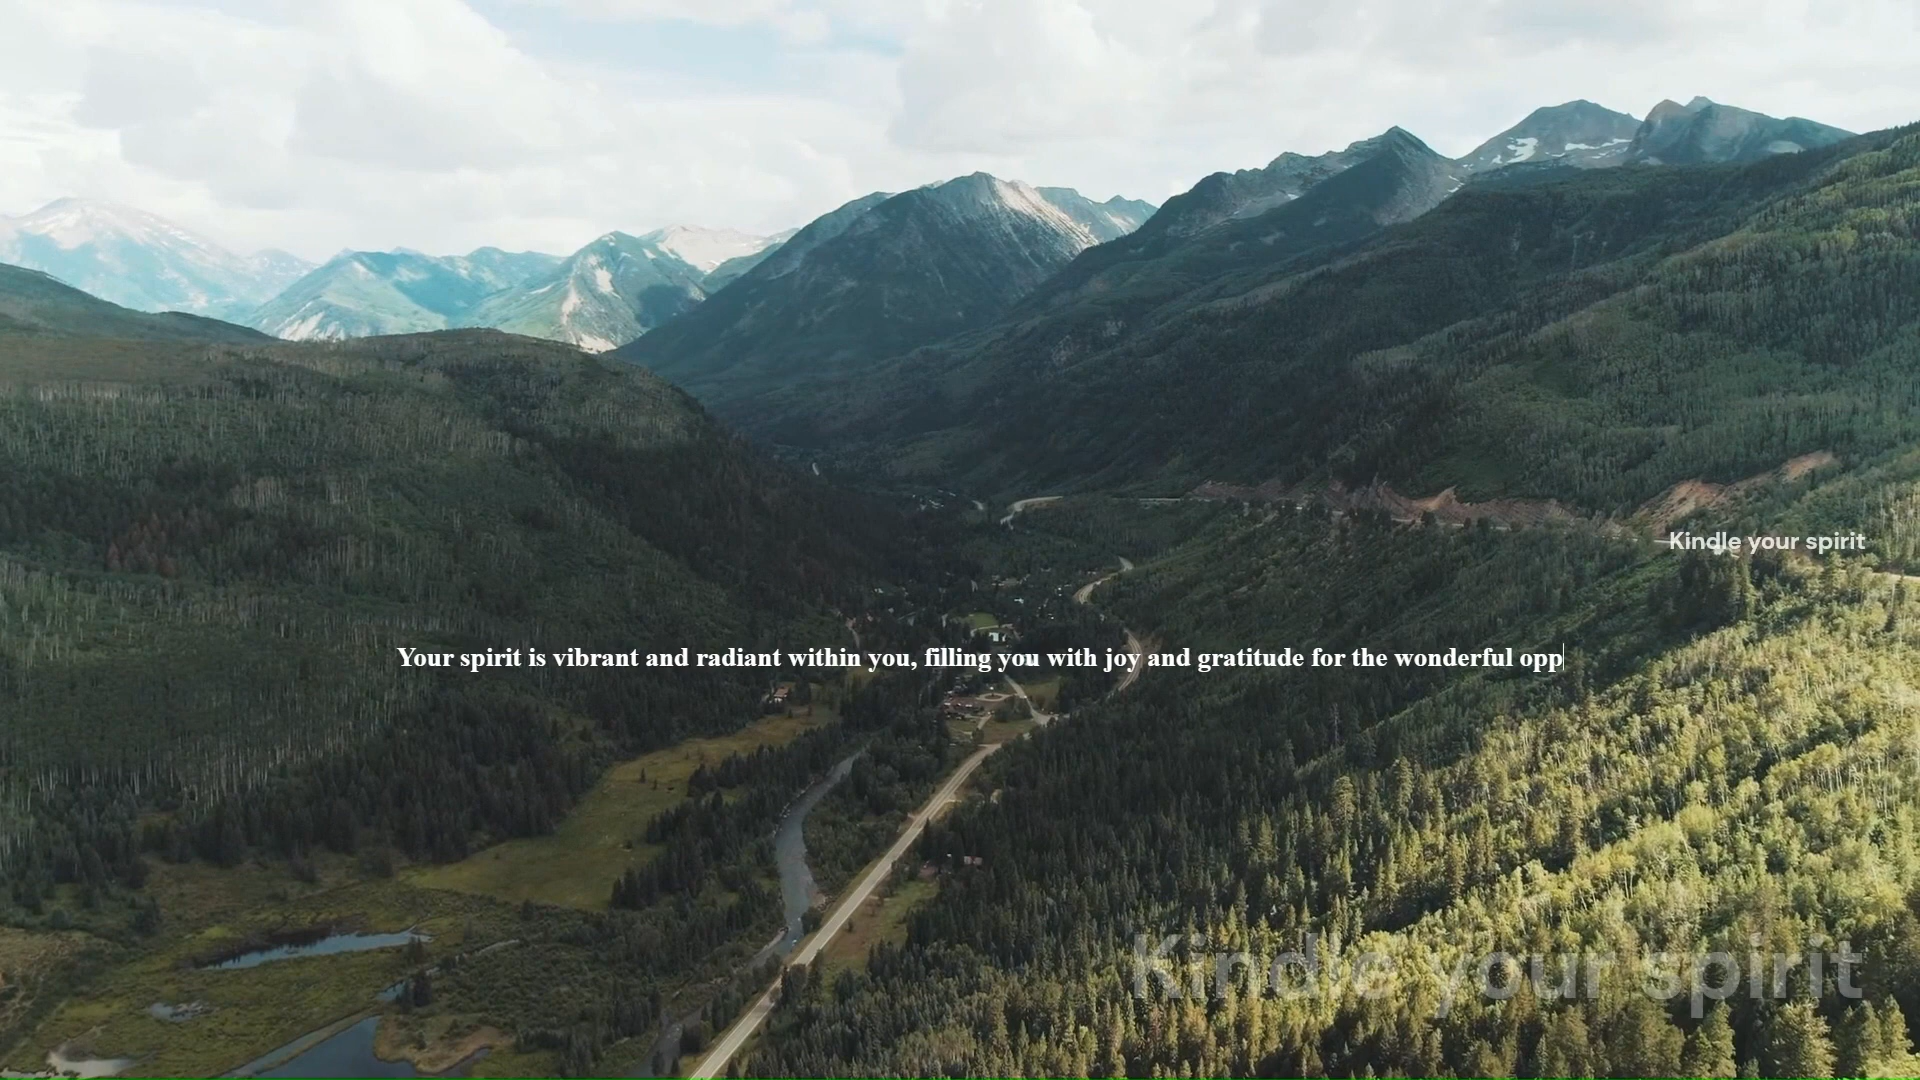 Kindle your spirit
Your spirit is vibrant and radiant within you, filling you with joy and gratitude for the wonderful opp
Kindle your spirit